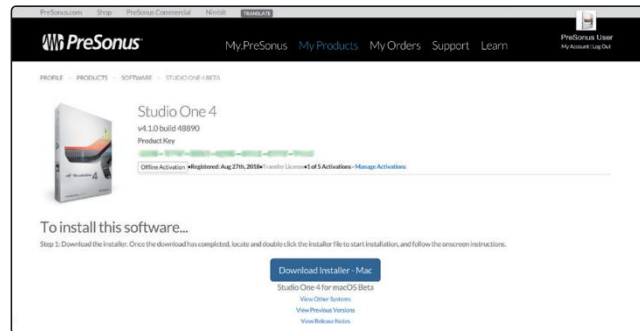 PreSonus.com Shop PreSonus Commercial Nimbit TRANSLATE
PreSonus My.PreSonus My Products My Orders Support Learn
PreSonus User
My Account | Log Out
PROFILE PRODUCTS SOFTWARE STUDIO ONE 4 BETA
Studio One 4
v4.1.0 build 48890
Product Key
Offline Activation •Registered: Aug 27th, 2018•Transfer License•1 of 5 Activations - Manage Activations
4
To install this software...
Step 1: Download the installer. Once the download has completed, locate and double click the installer file to start installation, and follow the onscreen instructions.
Download Installer - Mac
Studio One 4 for macOS Beta
View Other Systems
View Previous Versions
View Release Notes